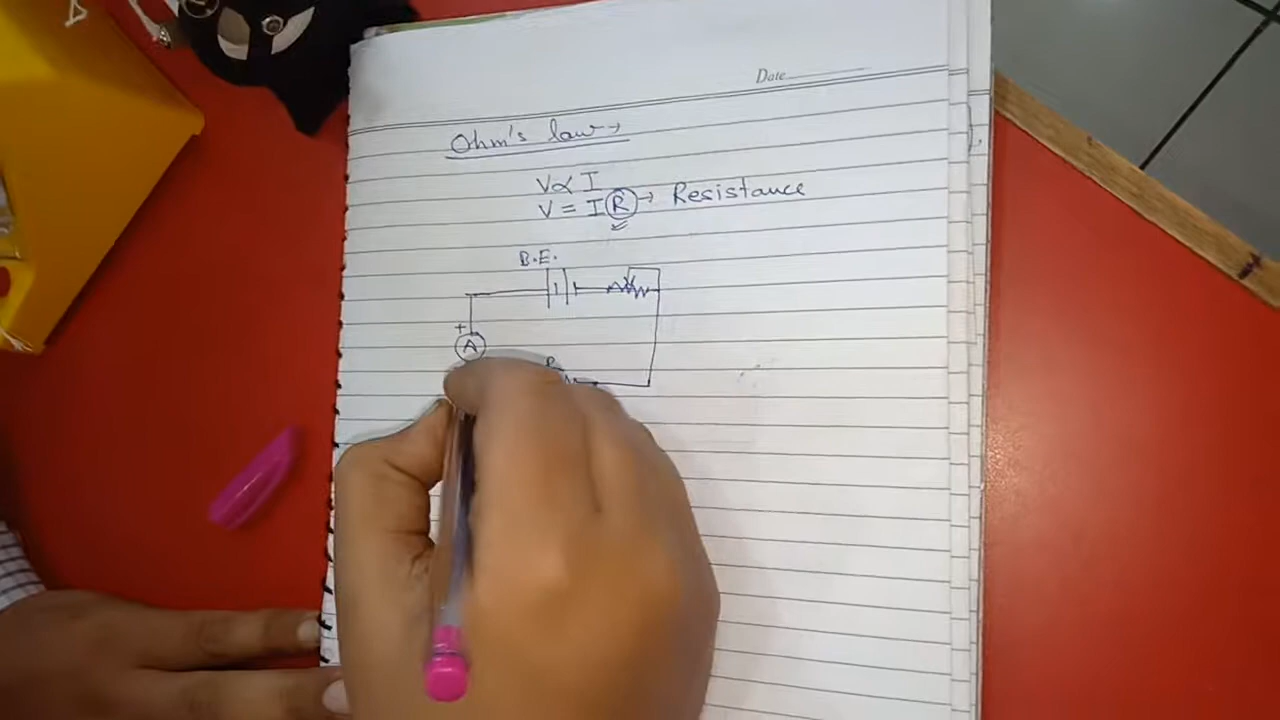 Date
Ohm's law →
V ∝ I
V = I R → Resistance
B.E.
+
A
R